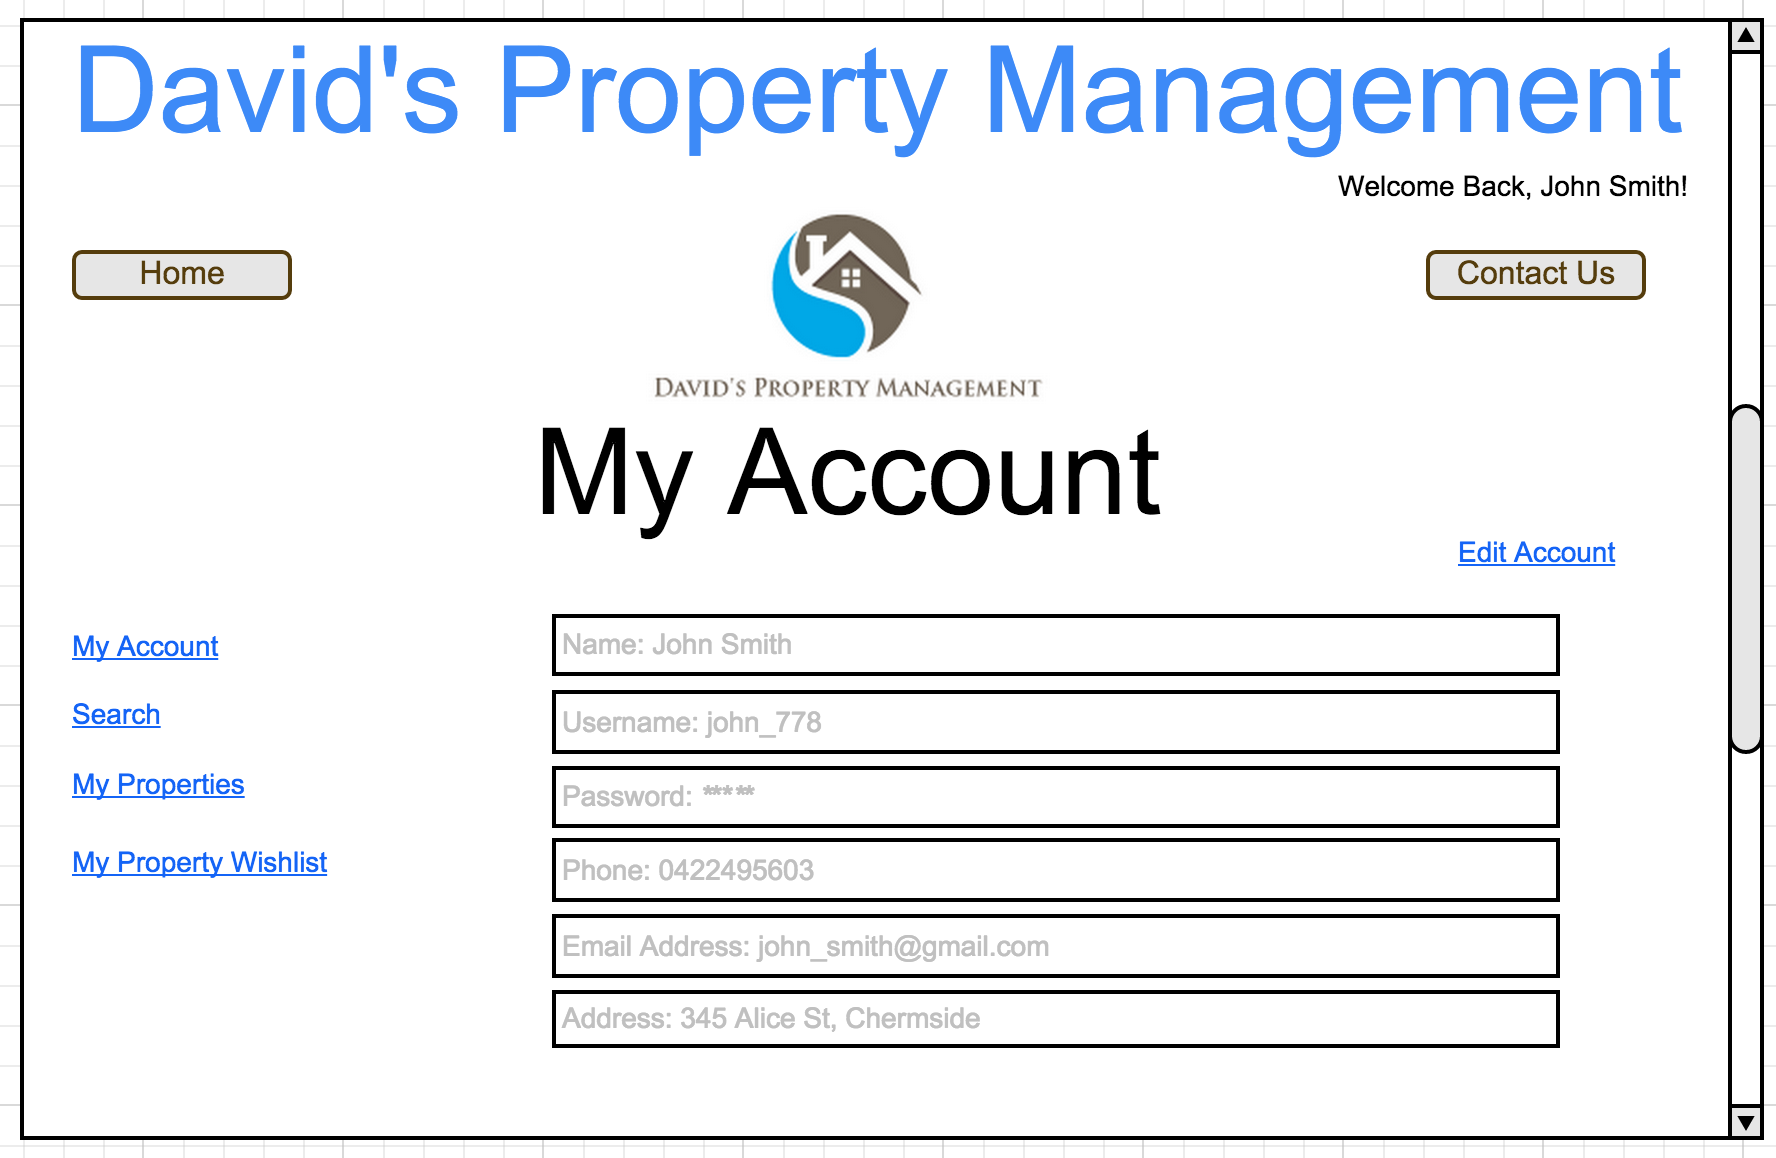 David's Property Management
Welcome Back, John Smith!
Home
Contact Us
David's Property Management
My Account
Edit Account
My Account
Search
My Properties
My Property Wishlist
Name: John Smith
Username: john_778
Password: *****
Phone: 0422495603
Email Address: john_smith@gmail.com
Address: 345 Alice St, Chermside